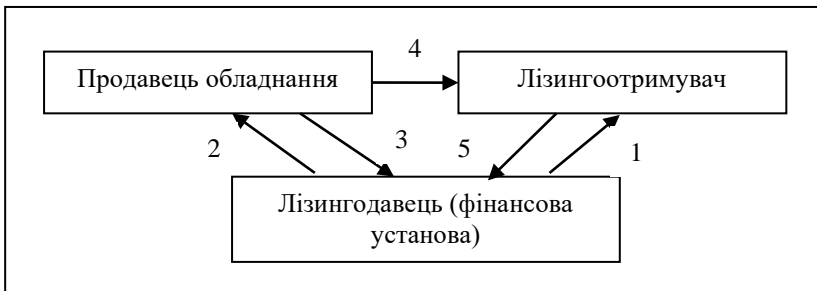 4
Продавець обладнання
Лізингоотримувач
2
3
5
1
Лізингодавець (фінансова
установа)